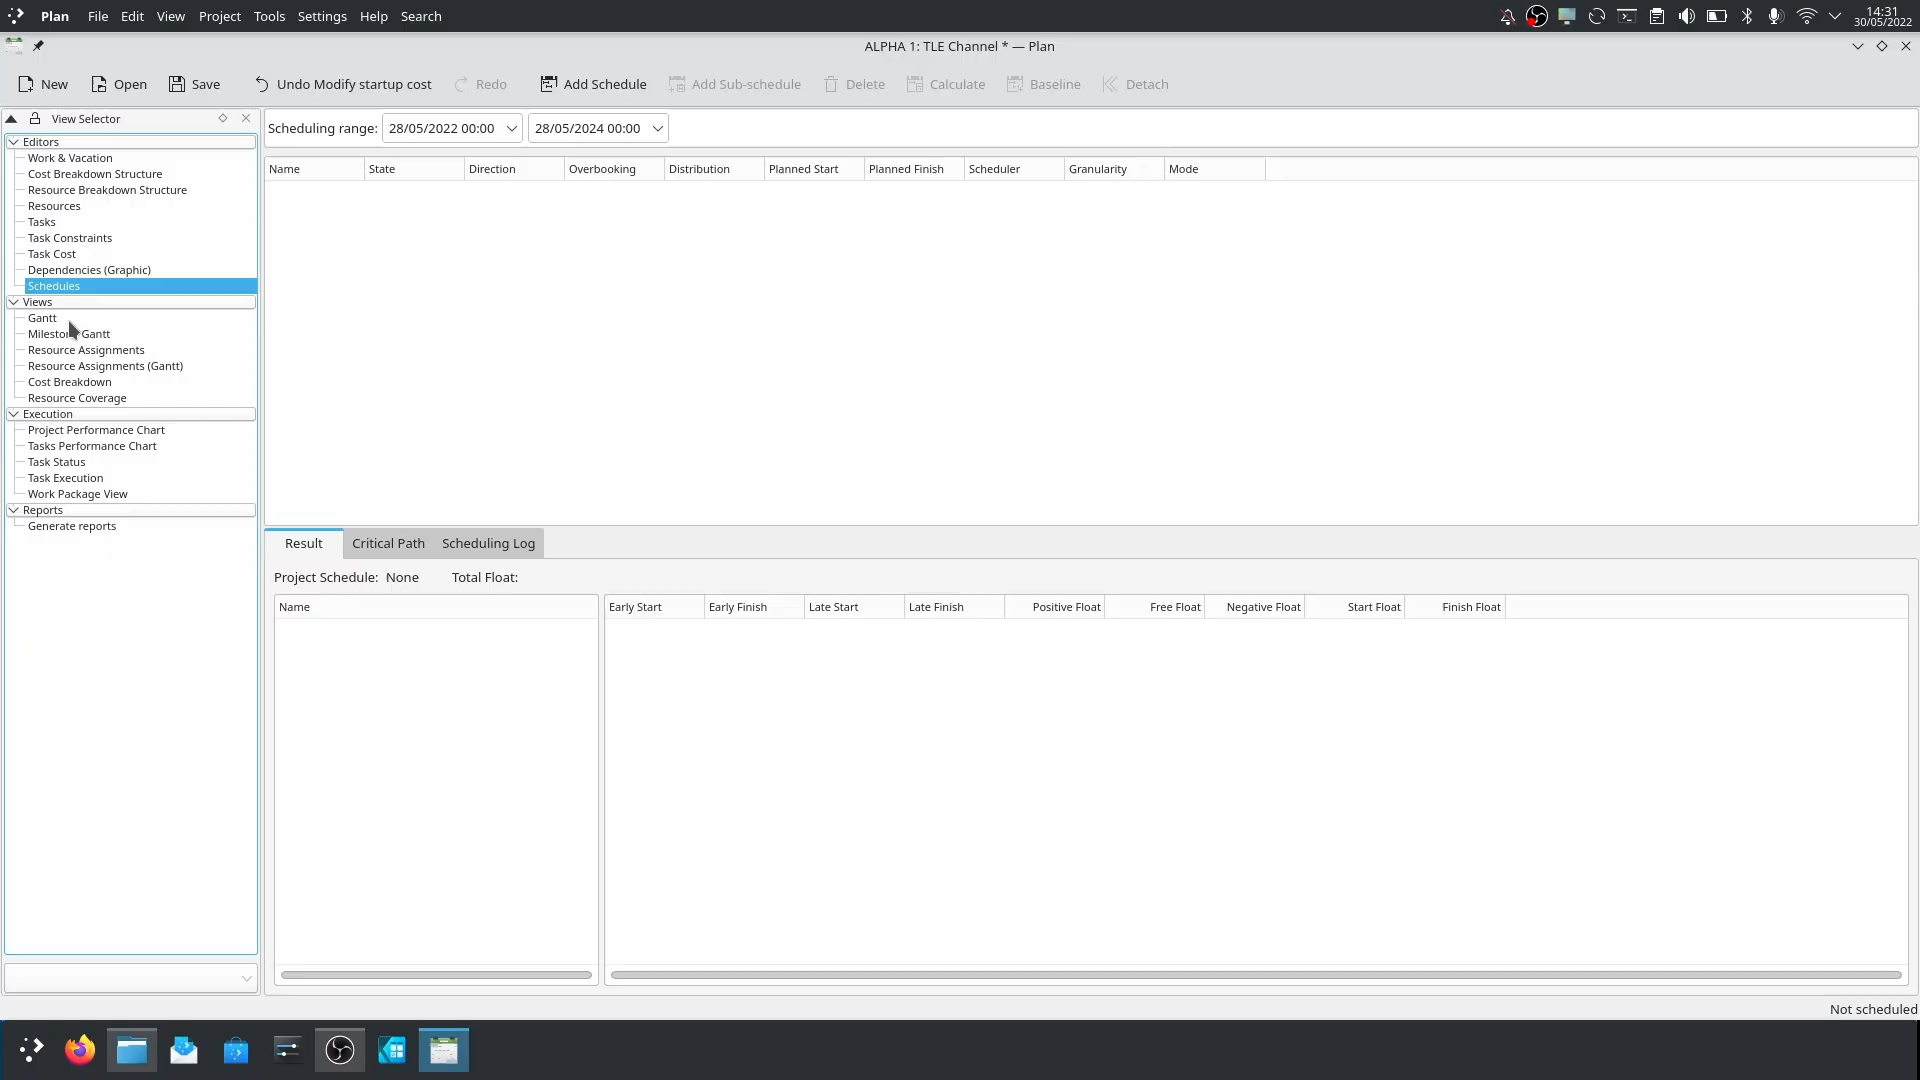 Plan File Edit View Project Tools Settings Help Search
14:31
30/05/2022
ALPHA 1: TLE Channel * — Plan
New Open Save Undo Modify startup cost Redo Add Schedule Add Sub-schedule Delete Calculate Baseline Detach
View Selector
Editors
Work & Vacation
Cost Breakdown Structure
Resource Breakdown Structure
Resources
Tasks
Task Constraints
Task Cost
Dependencies (Graphic)
Schedules
Views
Gantt
Gantt
Resource Assignments
Resource Assignments (Gantt)
Cost Breakdown
Resource Coverage
Execution
Project Performance Chart
Tasks Performance Chart
Task Status
Task Execution
Work Package View
Reports
Generate reports
Scheduling range: 28/05/2022 00:00 28/05/2024 00:00
Name State Direction Overbooking Distribution Planned Start Planned Finish Scheduler Granularity Mode
Result Critical Path Scheduling Log
Project Schedule: None Total Float:
Name
Early Start Early Finish Late Start Late Finish Positive Float Free Float Negative Float Start Float Finish Float
Not scheduled